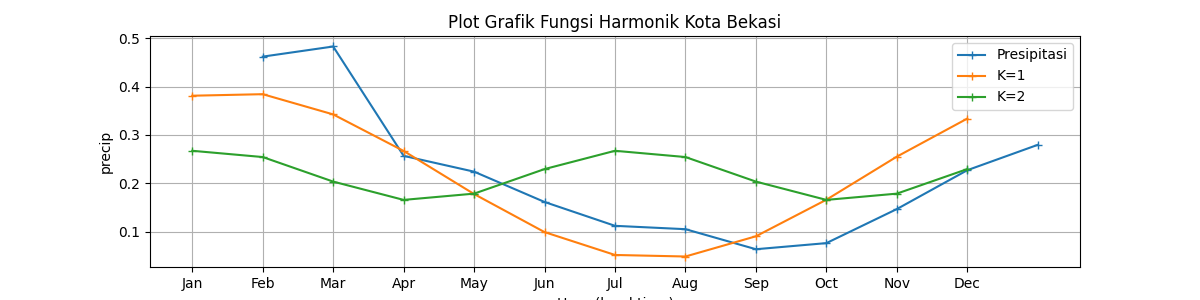 Plot Grafik Fungsi Harmonik Kota Bekasi
precip
0.5
0.4
0.3
0.2
0.1
Presipitasi
K=1
K=2
Jan Feb Mar Apr May Jun Jul Aug Sep Oct Nov Dec